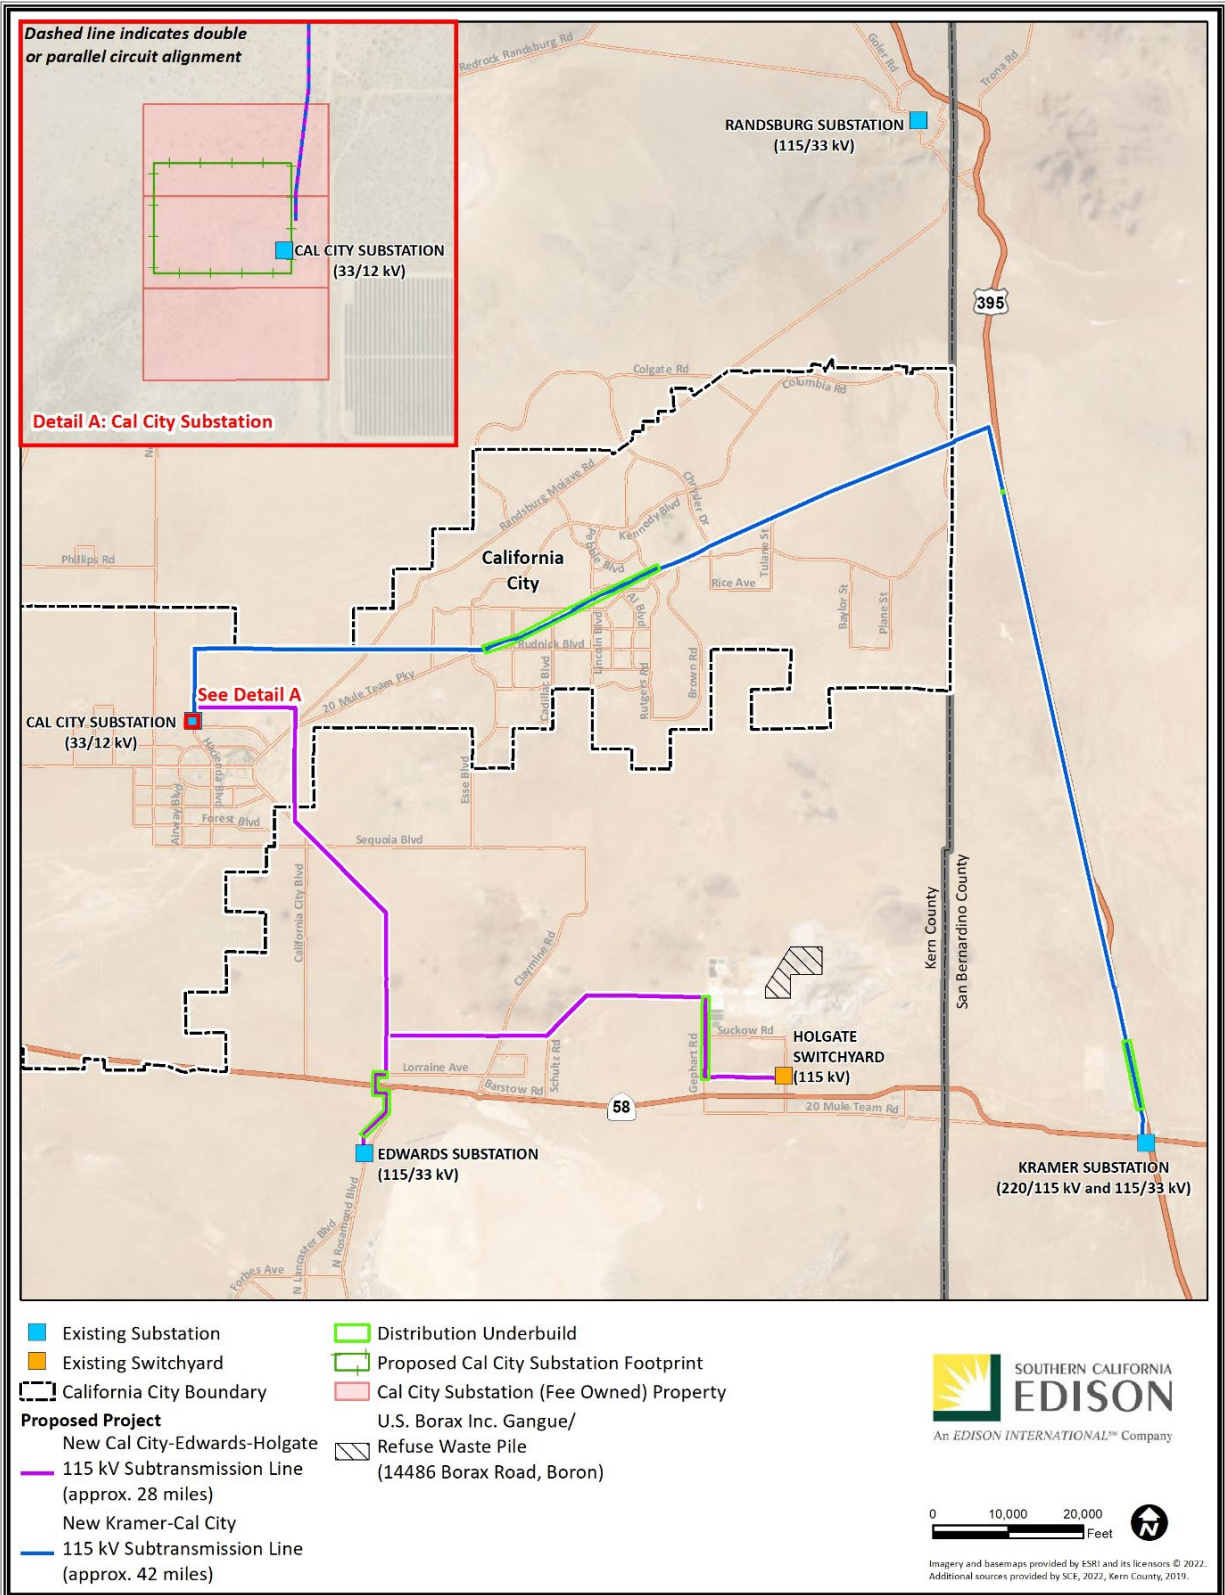 Dashed line indicates double
or parallel circuit alignment
CAL CITY SUBSTATION
(33/12 kV)
Detail A: Cal City Substation
Redrock Randsburg Rd
Goler Rd
Trona Rd
RANDSBURG SUBSTATION
(115/33 kV)
395
Colgate Rd
Columbia Rd
N
Randsburg Mojave Rd
Chrysler Dr
Kennedy Blvd
Pebble Blvd
Tulane St
Phillips Rd
California
City
Rice Ave
Al Blvd
Baylor St
Plane St
Rudnick Blvd
Lincoln Blvd
20 Mule Team Pky
Cadillac Blvd
Rutgers Rd
Brown Rd
See Detail A
CAL CITY SUBSTATION
(33/12 kV)
Hacienda Blvd
Esse Blvd
Airway Blvd
Forest Blvd
Sequoia Blvd
California City Blvd
Claymine Rd
Kern County
San Bernardino County
Suckow Rd
HOLGATE
SWITCHYARD
(115 kV)
Gephart Rd
Schultz Rd
Lorraine Ave
Barstow Rd
58
20 Mule Team Rd
EDWARDS SUBSTATION
(115/33 kV)
KRAMER SUBSTATION
(220/115 kV and 115/33 kV)
N Rosamond Blvd
N Lancaster Blvd
Forbes Ave
Existing Substation
Existing Switchyard
California City Boundary
Proposed Project
New Cal City-Edwards-Holgate
115 kV Subtransmission Line
(approx. 28 miles)
New Kramer-Cal City
115 kV Subtransmission Line
(approx. 42 miles)
Distribution Underbuild
Proposed Cal City Substation Footprint
Cal City Substation (Fee Owned) Property
U.S. Borax Inc. Gangue/
Refuse Waste Pile
(14486 Borax Road, Boron)
SOUTHERN CALIFORNIA
EDISON
An EDISON INTERNATIONAL℠ Company
0 10,000 20,000
Feet
N
Imagery and basemaps provided by ESRI and its licensors © 2022.
Additional sources provided by SCE, 2022, Kern County, 2019.